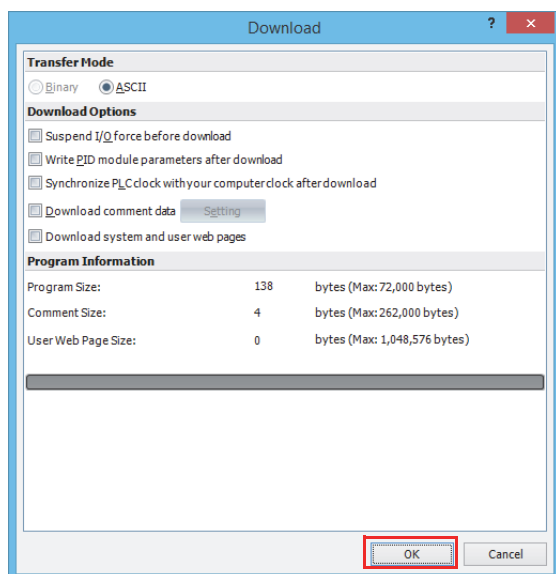 Download
? ×
Transfer Mode
Binary ASCII
Download Options
Suspend I/O force before download
Write PID module parameters after download
Synchronize PLC clock with your computer clock after download
Download comment data Setting
Download system and user web pages
Program Information
Program Size: 138 bytes (Max: 72,000 bytes)
Comment Size: 4 bytes (Max: 262,000 bytes)
User Web Page Size: 0 bytes (Max: 1,048,576 bytes)
OK Cancel